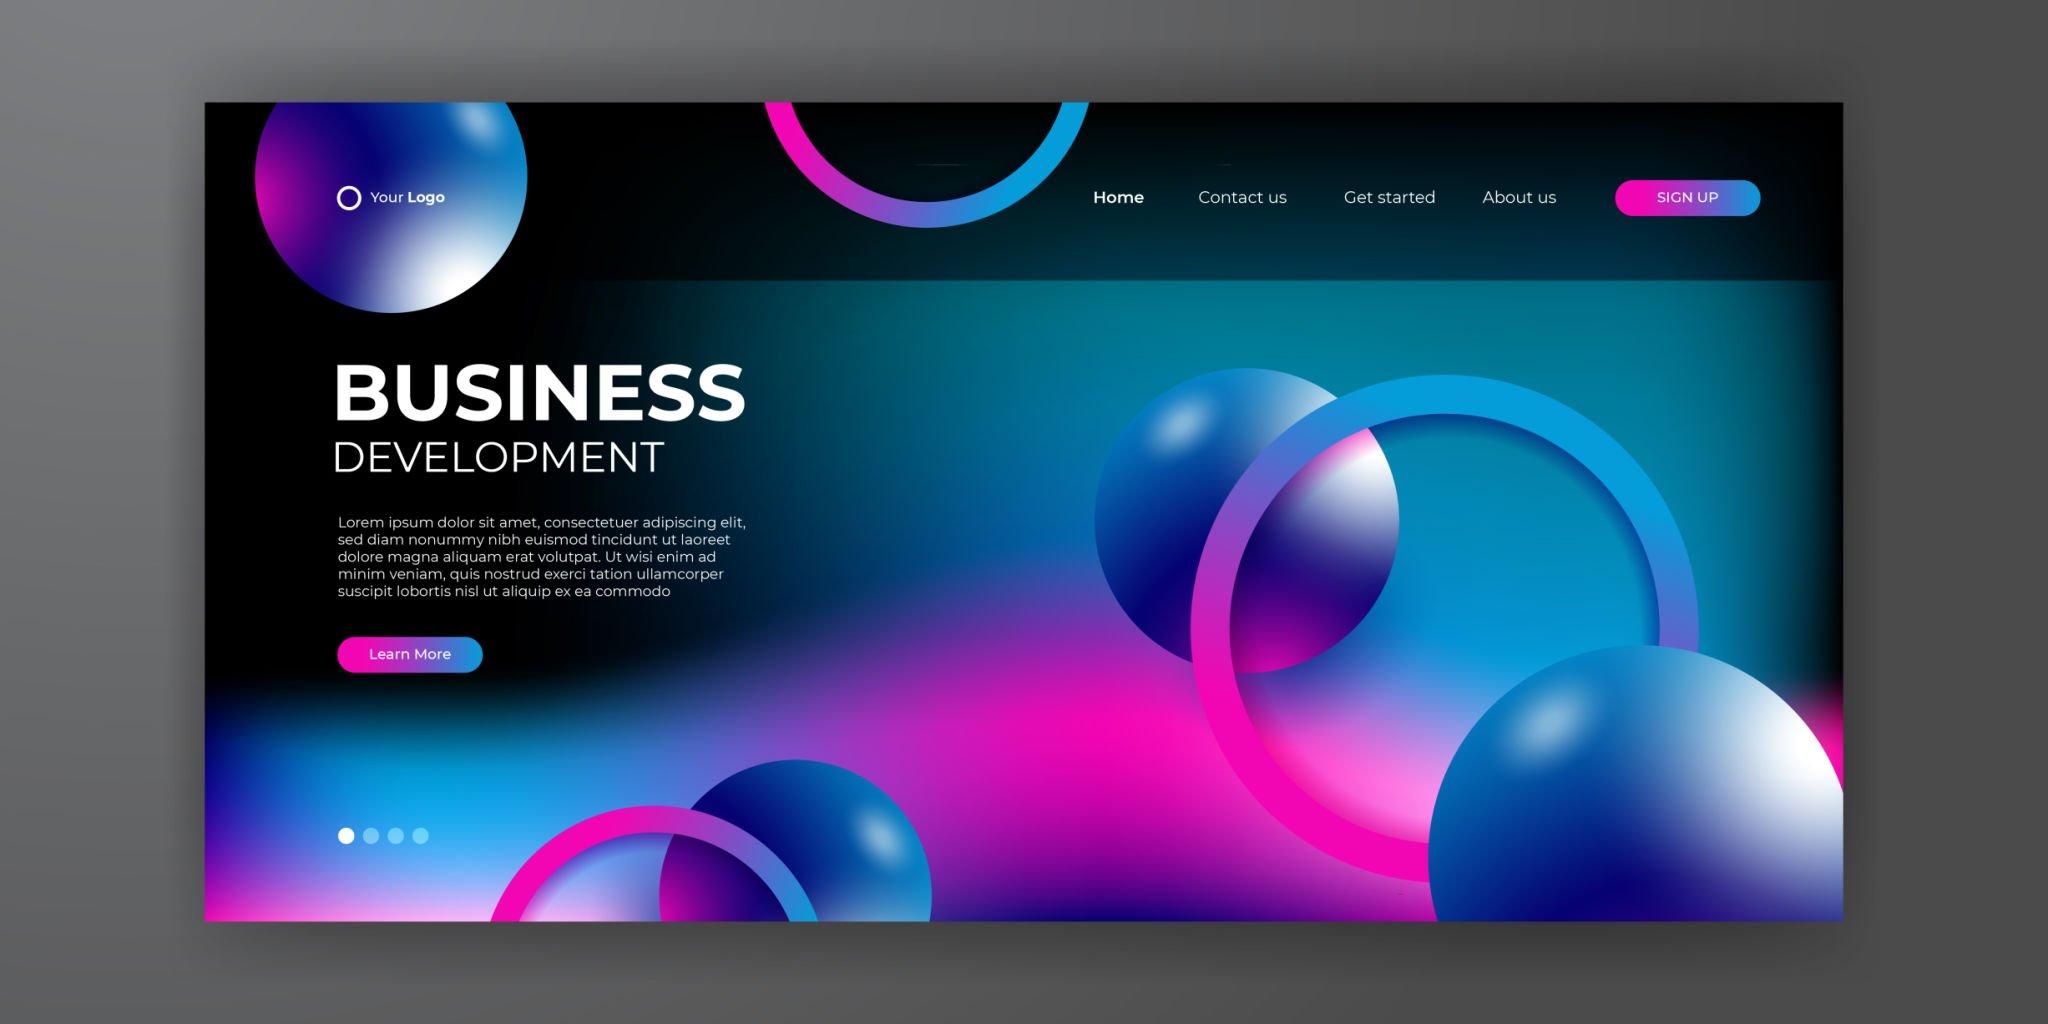 Your Logo
Home Contact us Get started About us SIGN UP
BUSINESS
DEVELOPMENT
Lorem ipsum dolor sit amet, consectetuer adipiscing elit,
sed diam nonummy nibh euismod tincidunt ut laoreet
dolore magna aliquam erat volutpat. Ut wisi enim ad
minim veniam, quis nostrud exerci tation ullamcorper
suscipit lobortis nisl ut aliquip ex ea commodo
Learn More